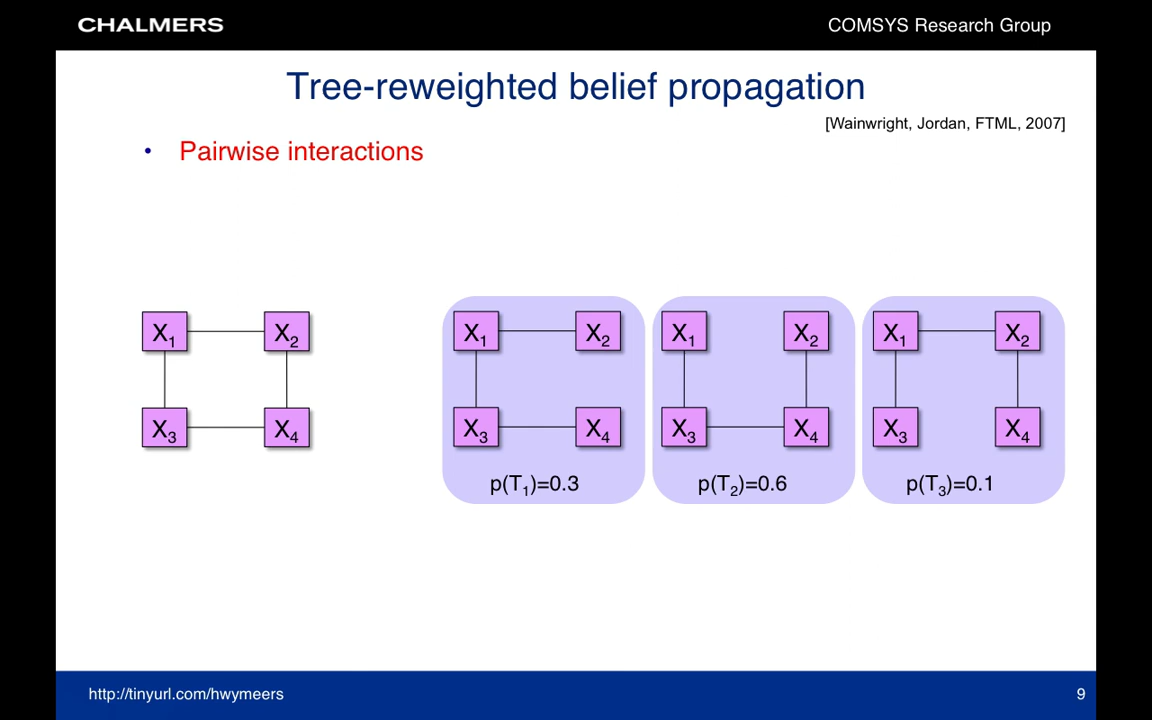 CHALMERS
COMSYS Research Group
Tree-reweighted belief propagation
[Wainwright, Jordan, FTML, 2007]
• Pairwise interactions
X1 X2
X3 X4
X1 X2
X3 X4
p(T1)=0.3
X1 X2
X3 X4
p(T2)=0.6
X1 X2
X3 X4
p(T3)=0.1
http://tinyurl.com/hwymeers
9